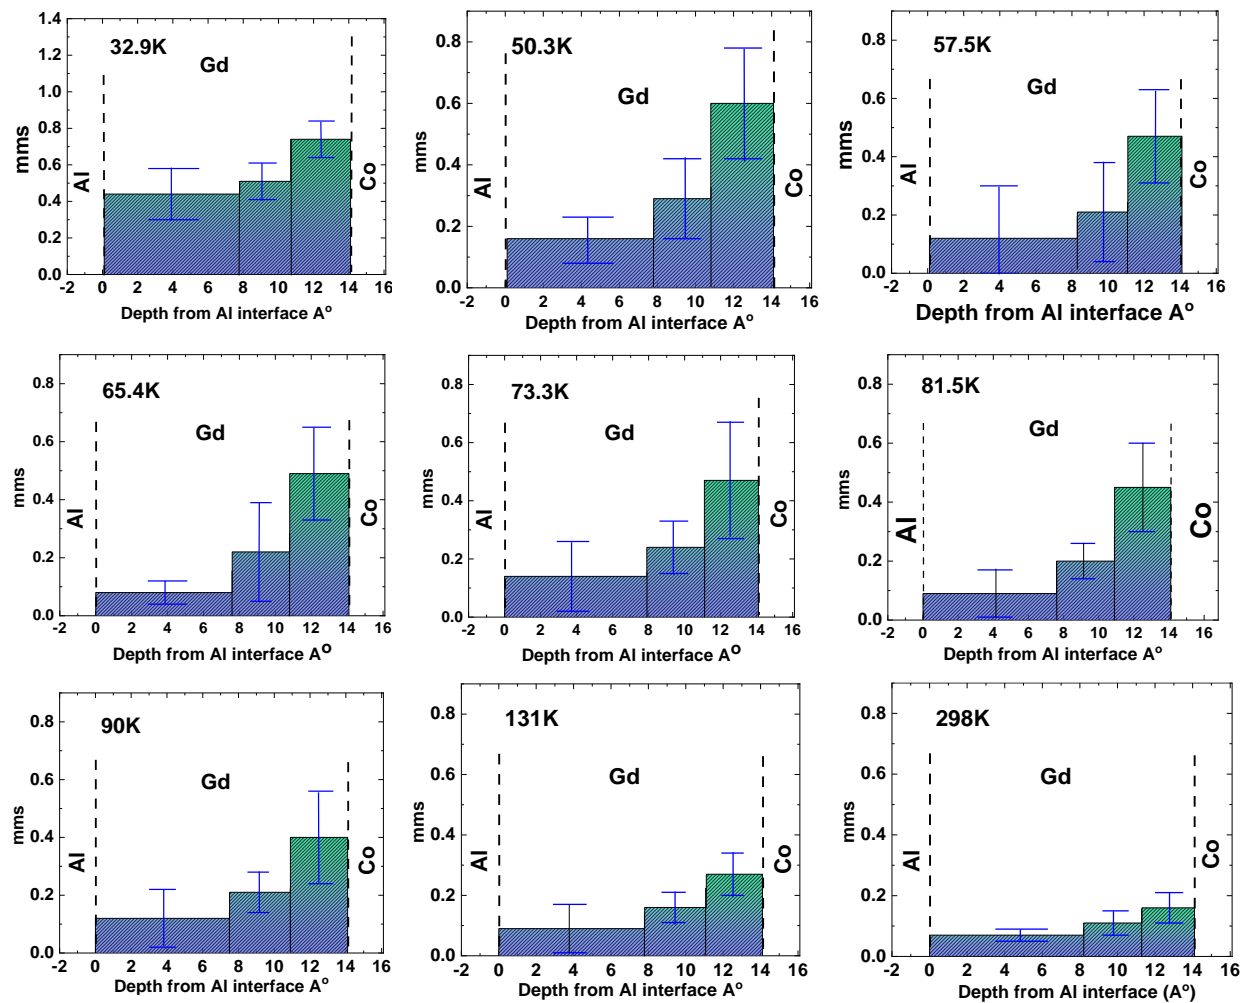 1.4
1.2
1.0
0.8
0.6
0.4
0.2
0.0
mms
32.9K
Gd
Al
Co
-2 0 2 4 6 8 10 12 14 16
Depth from Al interface Aº
0.8
0.6
0.4
0.2
0.0
mms
50.3K
Gd
Al
Co
-2 0 2 4 6 8 10 12 14 16
Depth from Al interface Aº
0.8
0.6
0.4
0.2
0.0
mms
57.5K
Gd
Al
Co
-2 0 2 4 6 8 10 12 14 16
Depth from Al interface Aº
0.8
0.6
0.4
0.2
0.0
mms
65.4K
Gd
Al
Co
-2 0 2 4 6 8 10 12 14 16
Depth from Al interface Aº
0.8
0.6
0.4
0.2
0.0
mms
73.3K
Gd
Al
Co
-2 0 2 4 6 8 10 12 14 16
Depth from Al interface Aº
0.8
0.6
0.4
0.2
0.0
mms
81.5K
Gd
Al
Co
-2 0 2 4 6 8 10 12 14 16
Depth from Al interface Aº
0.8
0.6
0.4
0.2
0.0
mms
90K
Gd
Al
Co
-2 0 2 4 6 8 10 12 14 16
Depth from Al interface Aº
0.8
0.6
0.4
0.2
0.0
mms
131K
Gd
Al
Co
-2 0 2 4 6 8 10 12 14 16
Depth from Al interface Aº
0.8
0.6
0.4
0.2
0.0
mms
298K
Gd
Al
Co
-2 0 2 4 6 8 10 12 14 16
Depth from Al interface (Aº)